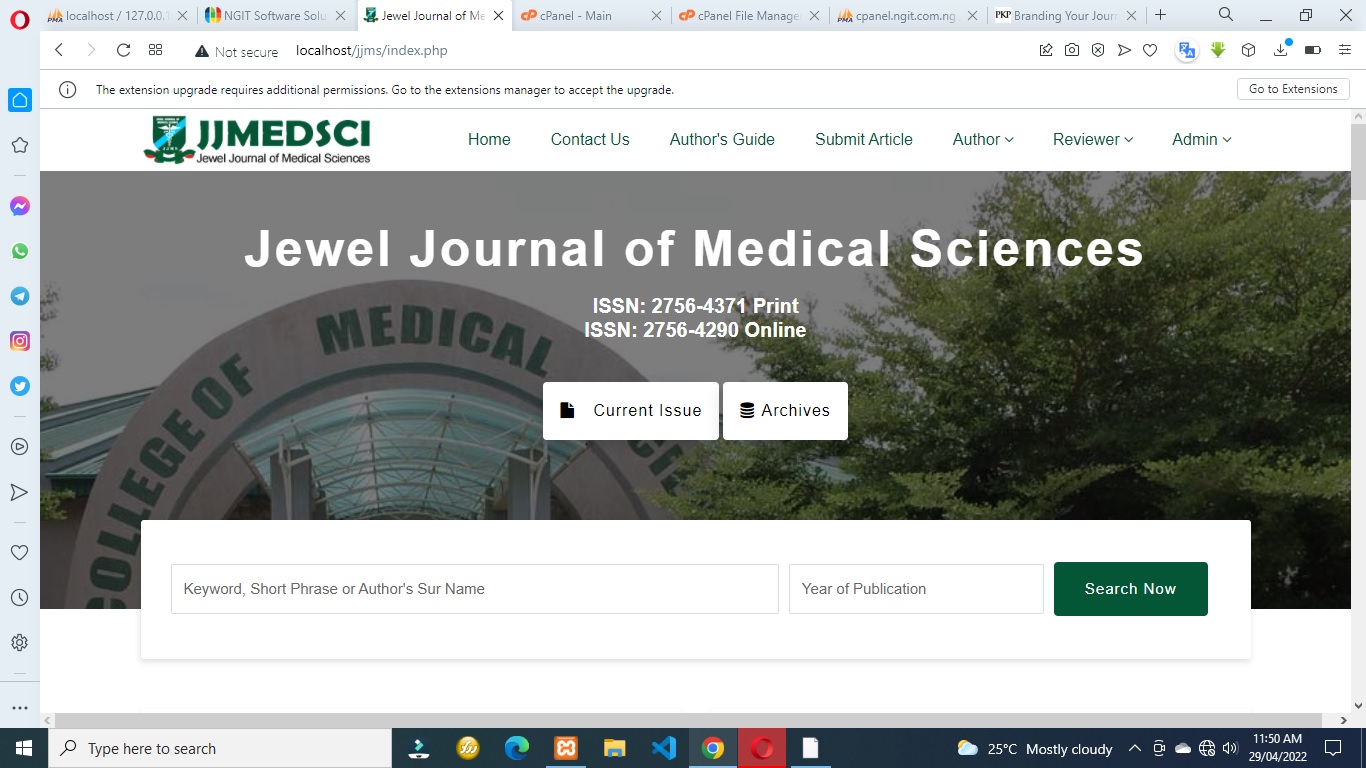 localhost / 127.0.0.1
NGIT Software Solu
Jewel Journal of Me
cPanel - Main
cPanel File Manage
cpanel.ngit.com.ng
PKP Branding Your Journ
Not secure localhost/jjms/index.php
The extension upgrade requires additional permissions. Go to the extensions manager to accept the upgrade.
Go to Extensions
JJMEDSCI
Jewel Journal of Medical Sciences
Home Contact Us Author's Guide Submit Article Author Reviewer Admin
Jewel Journal of Medical Sciences
ISSN: 2756-4371 Print
ISSN: 2756-4290 Online
COLLEGE OF MEDICAL
Current Issue
Archives
Keyword, Short Phrase or Author's Sur Name
Year of Publication
Search Now
Type here to search
25°C Mostly cloudy
11:50 AM
29/04/2022